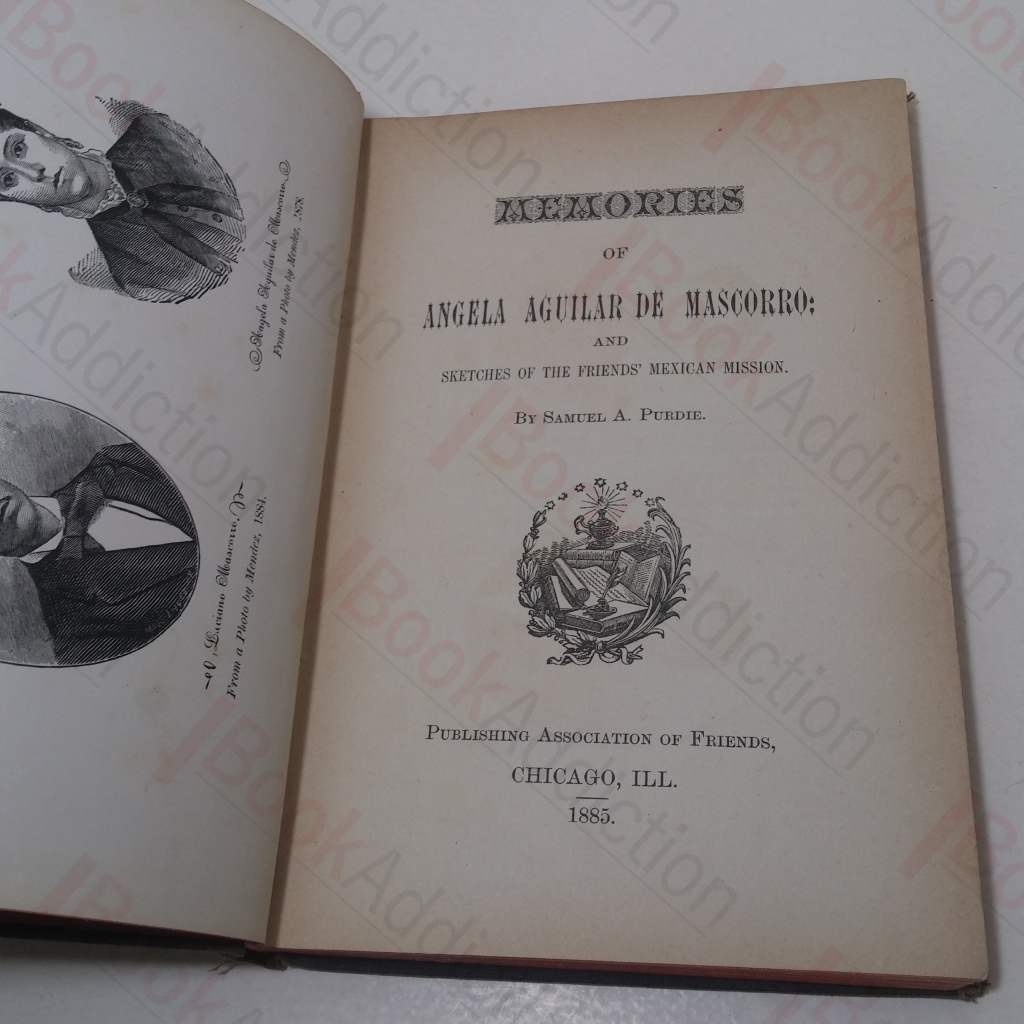 Angela Aguilar de Mascorro,
From a Photo by Mendez, 1878.
Luciano Mascorro,
From a Photo by Mendez, 1884.
MEMORIES
OF
ANGELA AGUILAR DE MASCORRO;
AND
SKETCHES OF THE FRIENDS' MEXICAN MISSION.
BY SAMUEL A. PURDIE.
PUBLISHING ASSOCIATION OF FRIENDS,
CHICAGO, ILL.
1885.
BookAddiction